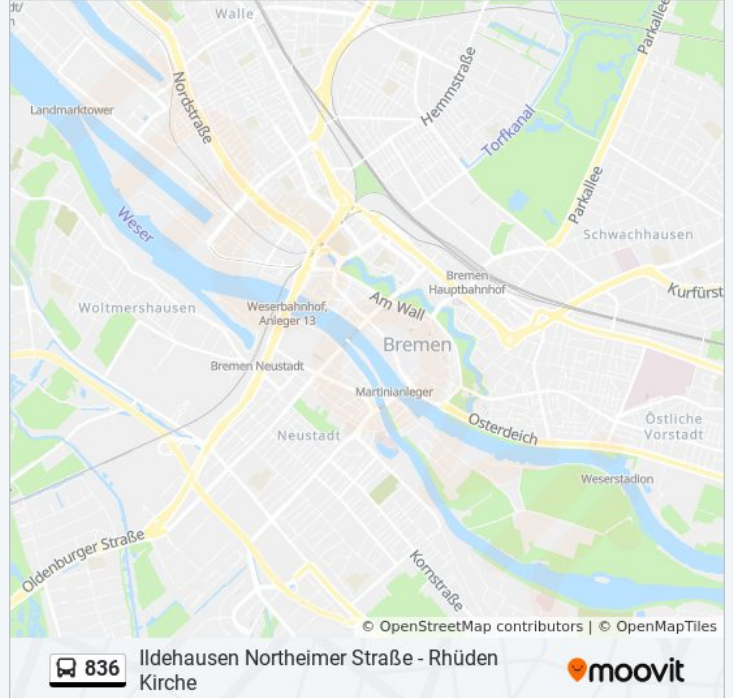 dt/
Walle
Parkallee
Hemmstraße
Nordstraße
Landmarktower
Torfkanal
Parkallee
Weser
Schwachhausen
Bremen
Hauptbahnhof
Kurfürst
Woltmershausen
Weserbahnhof,
Anleger 13
Am Wall
Bremen
Bremen Neustadt
Martinianleger
Neustadt
Osterdeich
Östliche
Vorstadt
Weserstadion
Oldenburger Straße
Kornstraße
© OpenStreetMap contributors | © OpenMapTiles
836
Ildehausen Northeimer Straße - Rhüden
Kirche
moovit